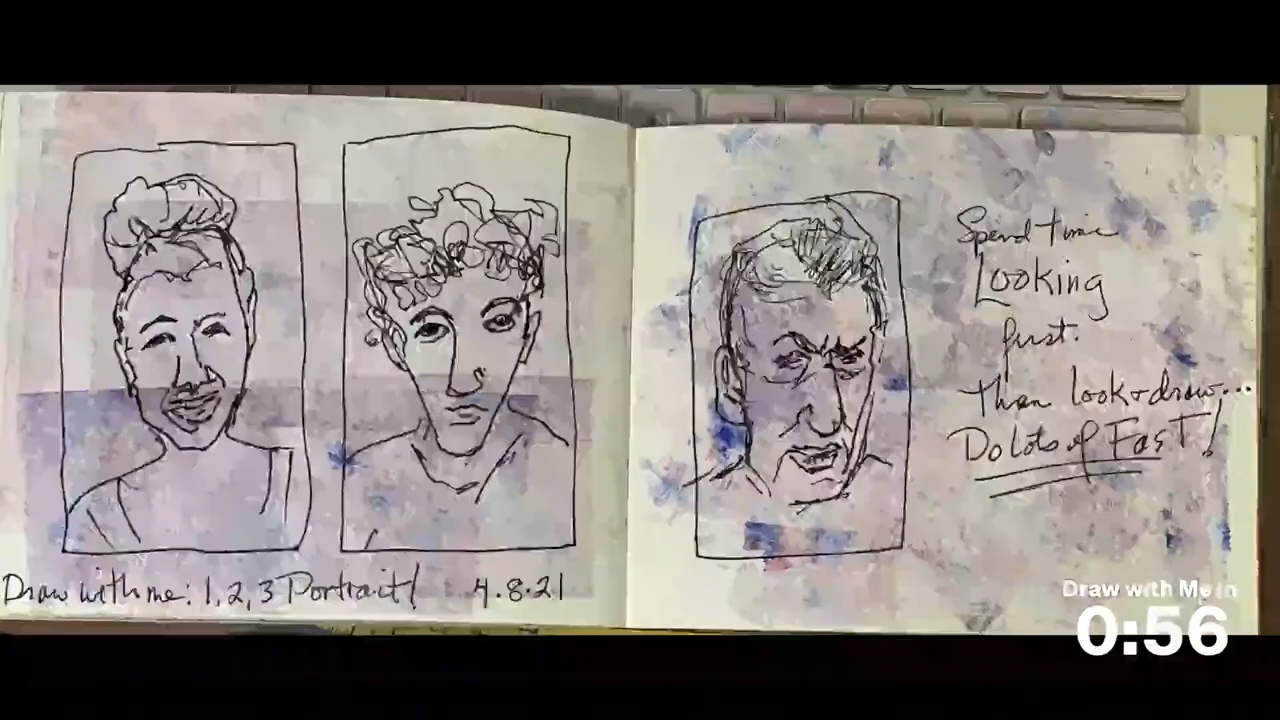 Spend time
Looking
first.
Then look & draw...
Do lots of FasT!
Draw with me: 1, 2, 3 Portrait!
4.8.21
Draw with Me in
0:56